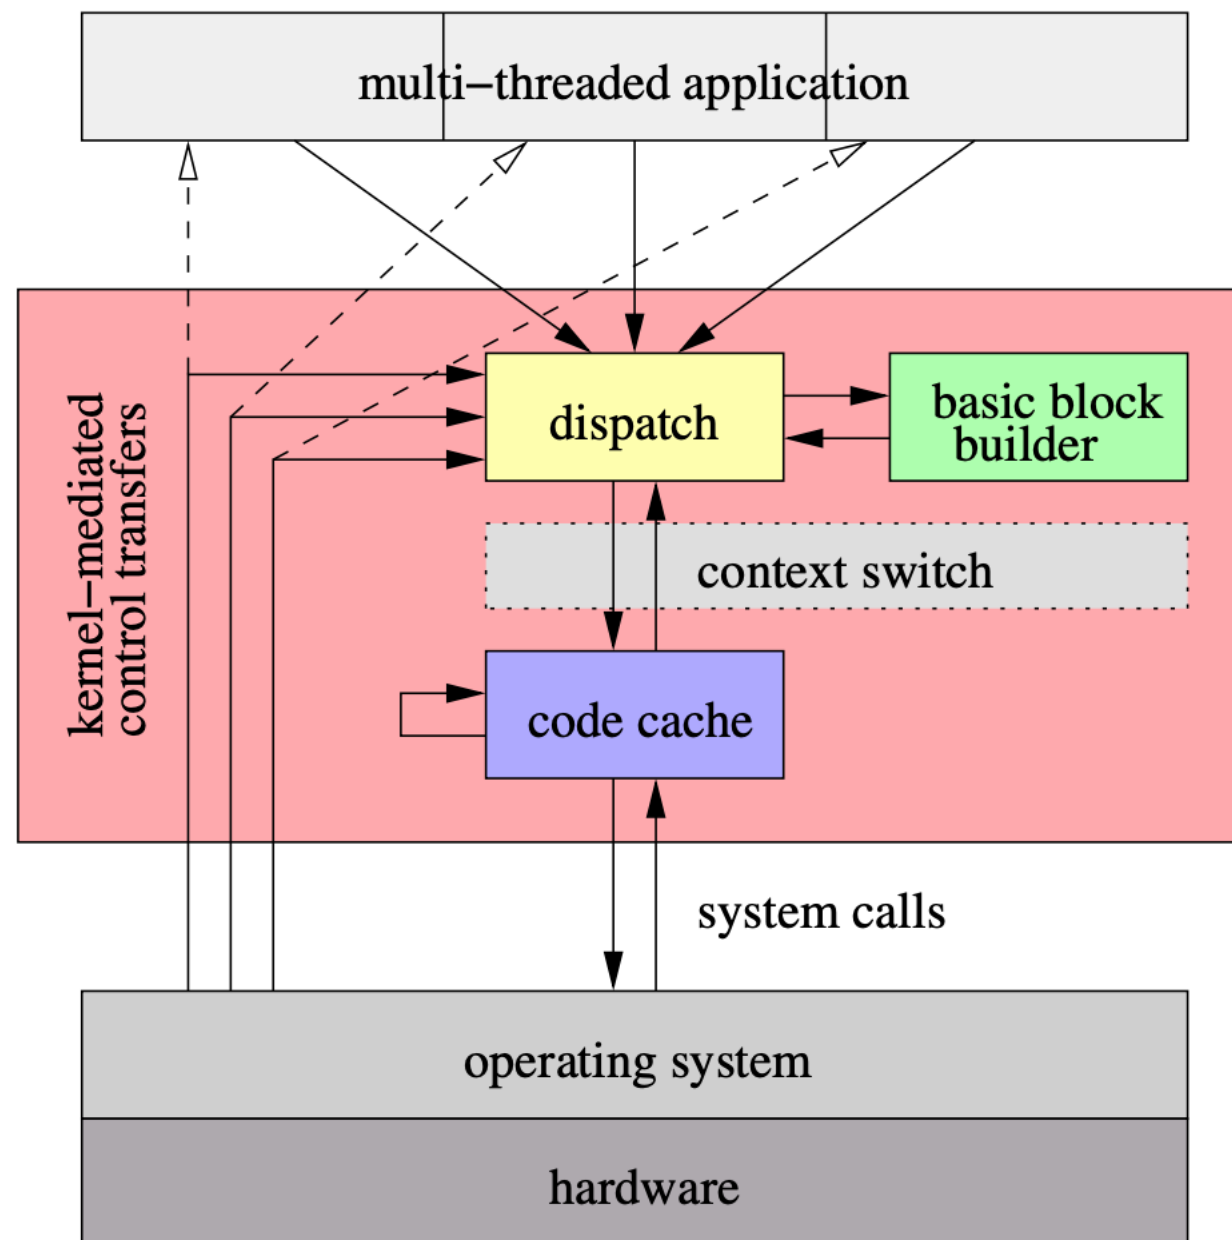 multi−threaded application
kernel−mediated
control transfers
dispatch
basic block
builder
context switch
code cache
system calls
operating system
hardware